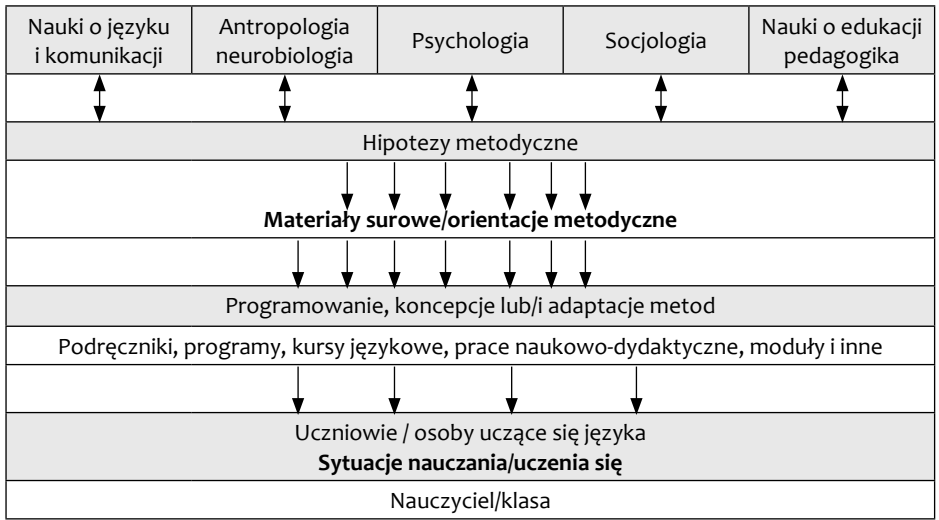 Nauki o języku
i komunikacji
Antropologia
neurobiologia
Psychologia
Socjologia
Nauki o edukacji
pedagogika
Hipotezy metodyczne
Materiały surowe/orientacje metodyczne
Programowanie, koncepcje lub/i adaptacje metod
Podręczniki, programy, kursy językowe, prace naukowo-dydaktyczne, moduły i inne
Uczniowie / osoby uczące się języka
Sytuacje nauczania/uczenia się
Nauczyciel/klasa